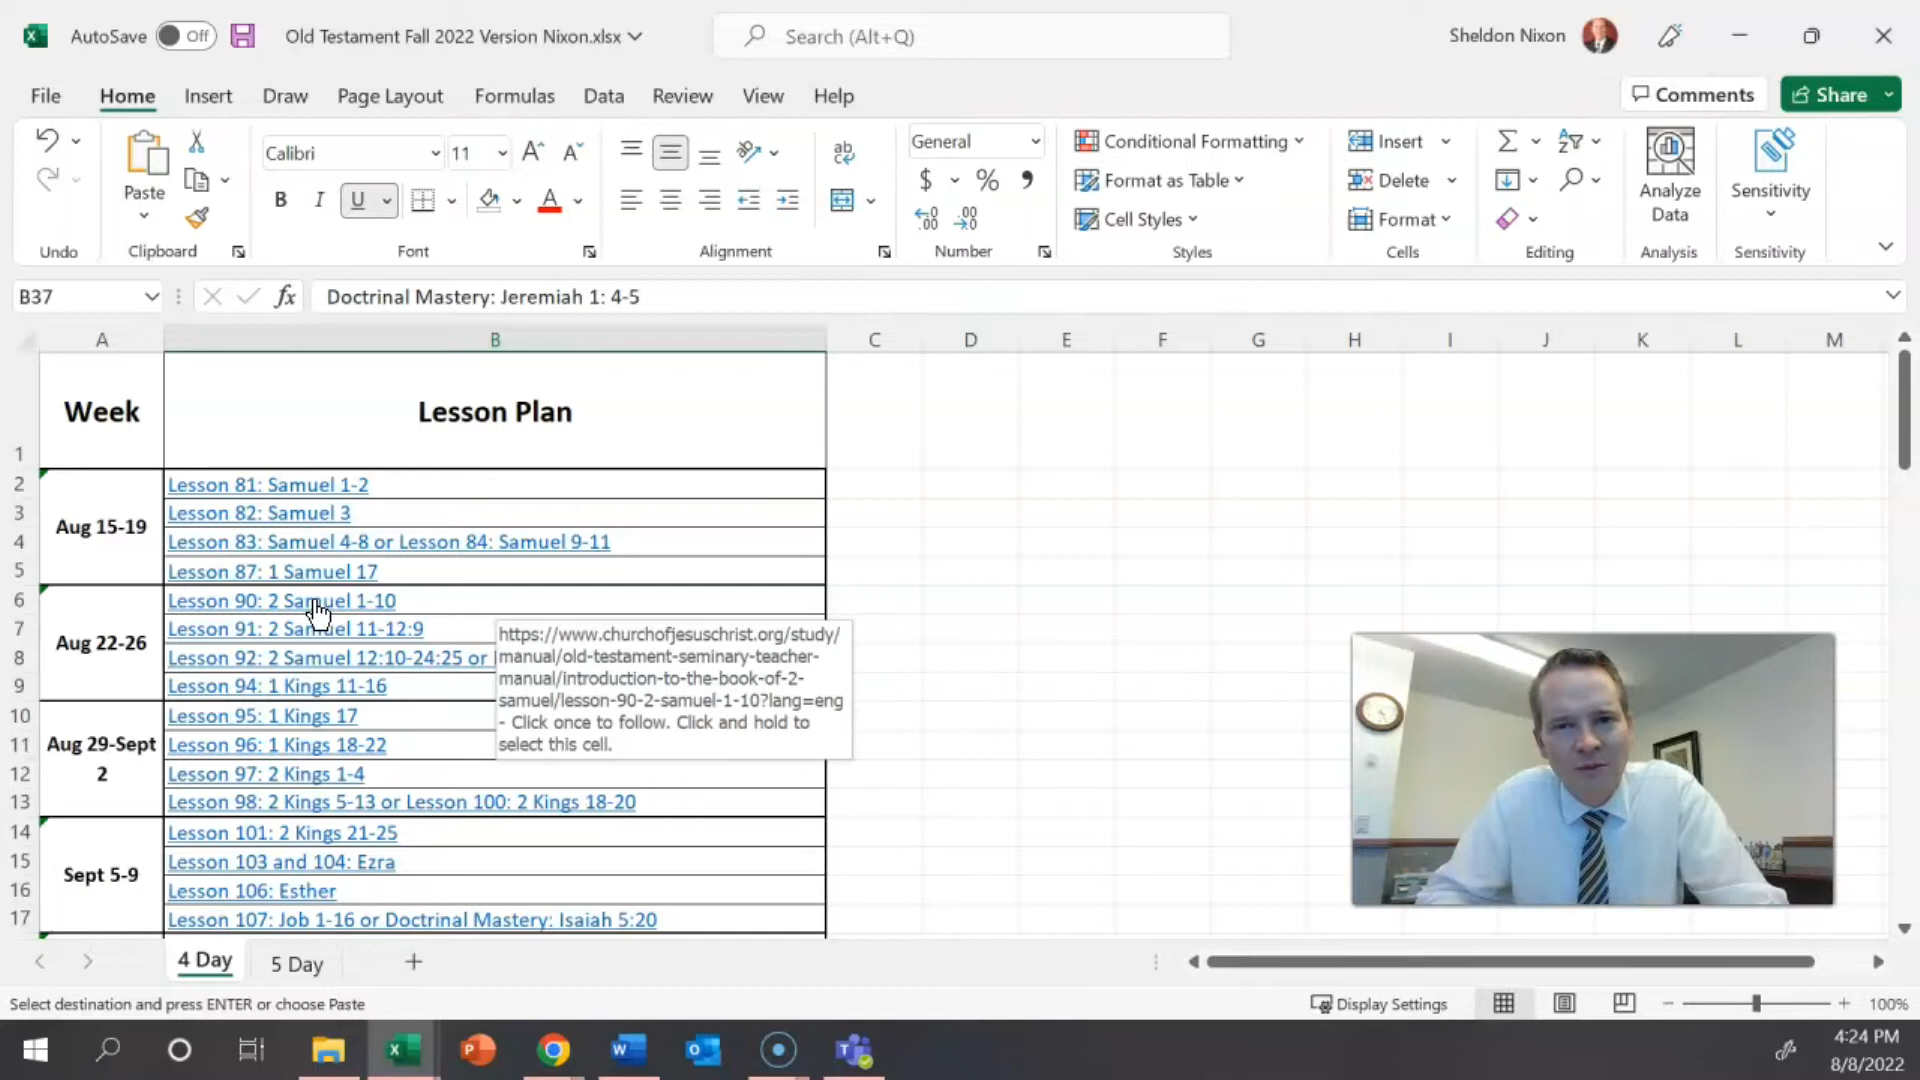 AutoSave Off Old Testament Fall 2022 Version Nixon.xlsx Search (Alt+Q) Sheldon Nixon
File Home Insert Draw Page Layout Formulas Data Review View Help Comments Share
Calibri 11 General Conditional Formatting Insert
Paste B I U $ % Format as Table Delete Analyze Data Sensitivity
Cell Styles Format
Undo Clipboard Font Alignment Number Styles Cells Editing Analysis Sensitivity
B37 fx Doctrinal Mastery: Jeremiah 1: 4-5
A B C D E F G H I J K L M
1 Week Lesson Plan
2 Lesson 81: Samuel 1-2
Aug 15-19
3 Lesson 82: Samuel 3
4 Lesson 83: Samuel 4-8 or Lesson 84: Samuel 9-11
5 Lesson 87: 1 Samuel 17
6 Lesson 90: 2 Samuel 1-10
Aug 22-26
7 Lesson 91: 2 Samuel 11-12:9
8 Lesson 92: 2 Samuel 12:10-24:25 or
9 Lesson 94: 1 Kings 11-16
https://www.churchofjesuschrist.org/study/
manual/old-testament-seminary-teacher-
manual/introduction-to-the-book-of-2-
samuel/lesson-90-2-samuel-1-10?lang=eng
- Click once to follow. Click and hold to
select this cell.
10 Lesson 95: 1 Kings 17
Aug 29-Sept
2
11 Lesson 96: 1 Kings 18-22
12 Lesson 97: 2 Kings 1-4
13 Lesson 98: 2 Kings 5-13 or Lesson 100: 2 Kings 18-20
14 Lesson 101: 2 Kings 21-25
Sept 5-9
15 Lesson 103 and 104: Ezra
16 Lesson 106: Esther
17 Lesson 107: Job 1-16 or Doctrinal Mastery: Isaiah 5:20
4 Day 5 Day
Select destination and press ENTER or choose Paste Display Settings 100%
4:24 PM
8/8/2022